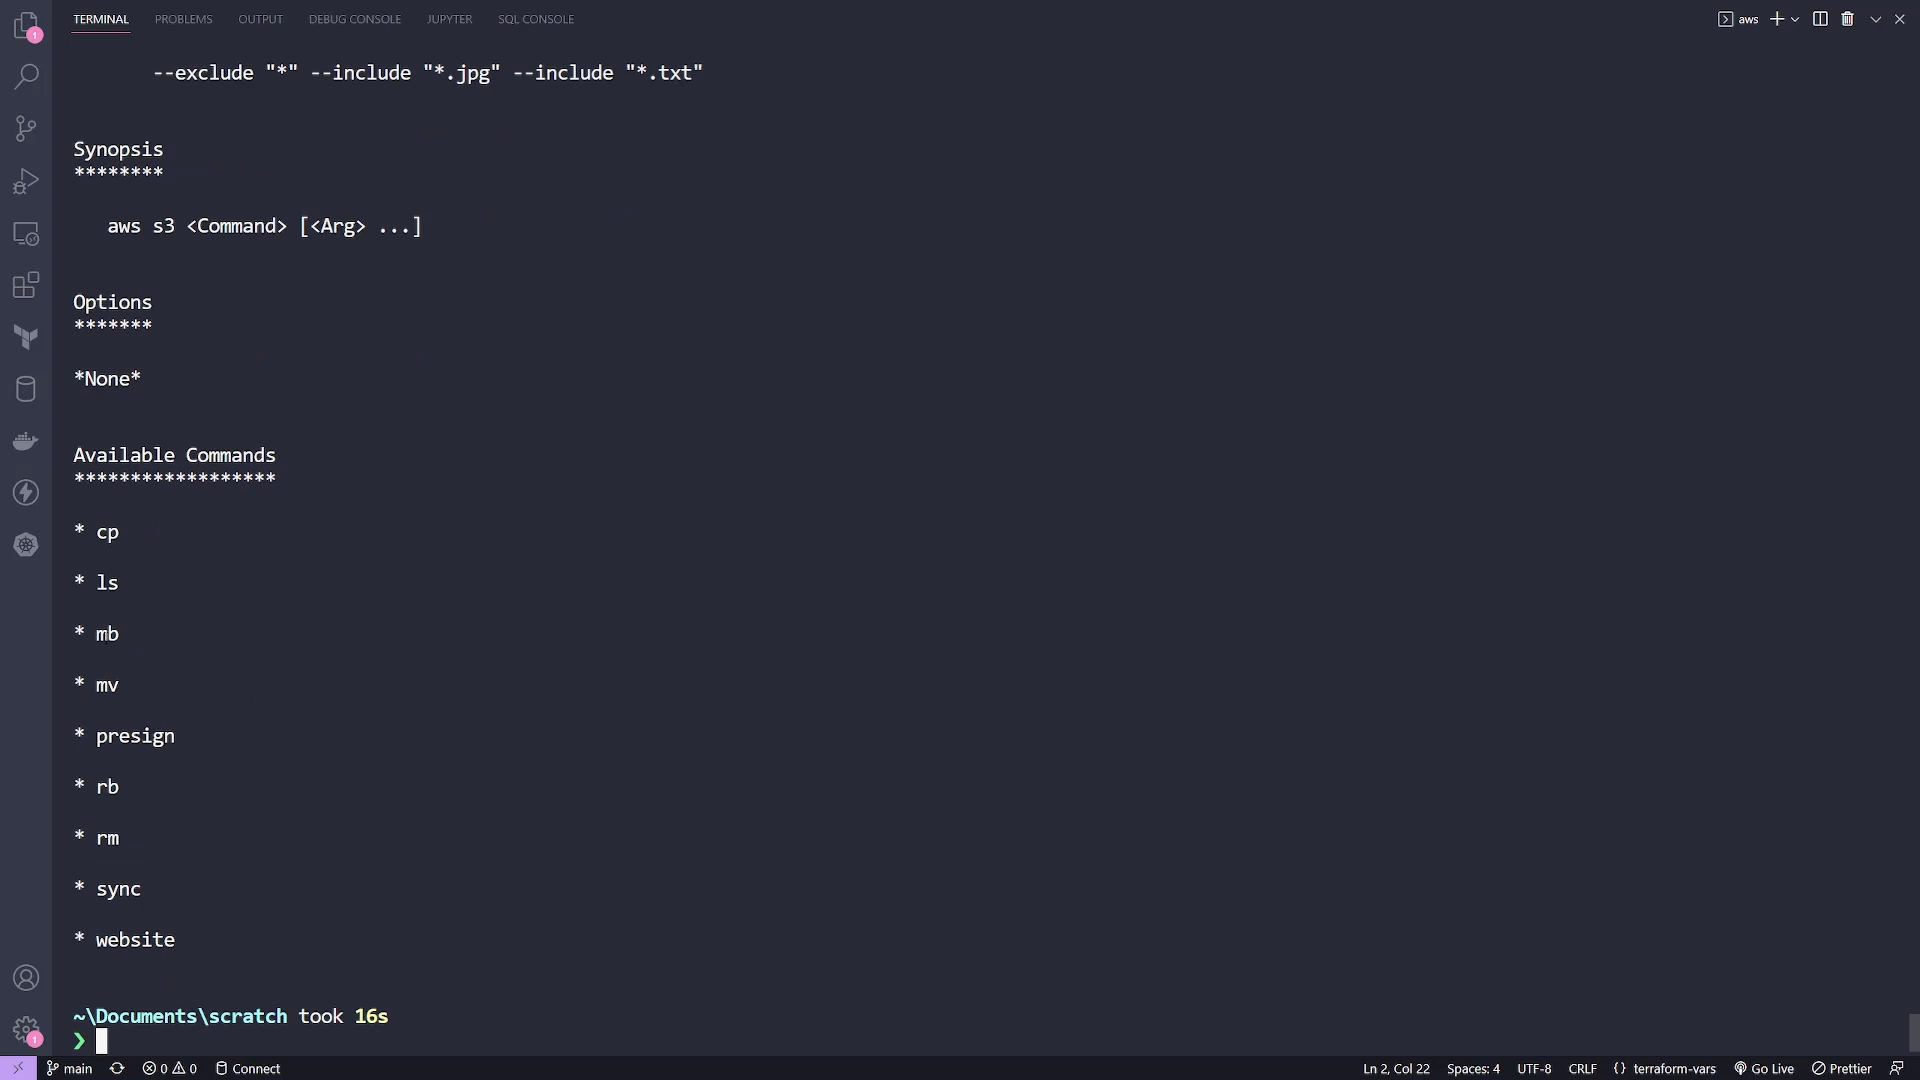 TERMINAL PROBLEMS OUTPUT DEBUG CONSOLE JUPYTER SQL CONSOLE aws
1
--exclude "*" --include "*.jpg" --include "*.txt"
Synopsis
********
aws s3 <Command> [<Arg> ...]
Options
*******
*None*
Available Commands
******************
* cp
* ls
* mb
* mv
* presign
* rb
* rm
* sync
* website
~\Documents\scratch took 16s
❯
1
main 0 0 Connect Ln 2, Col 22 Spaces: 4 UTF-8 CRLF {} terraform-vars Go Live Prettier